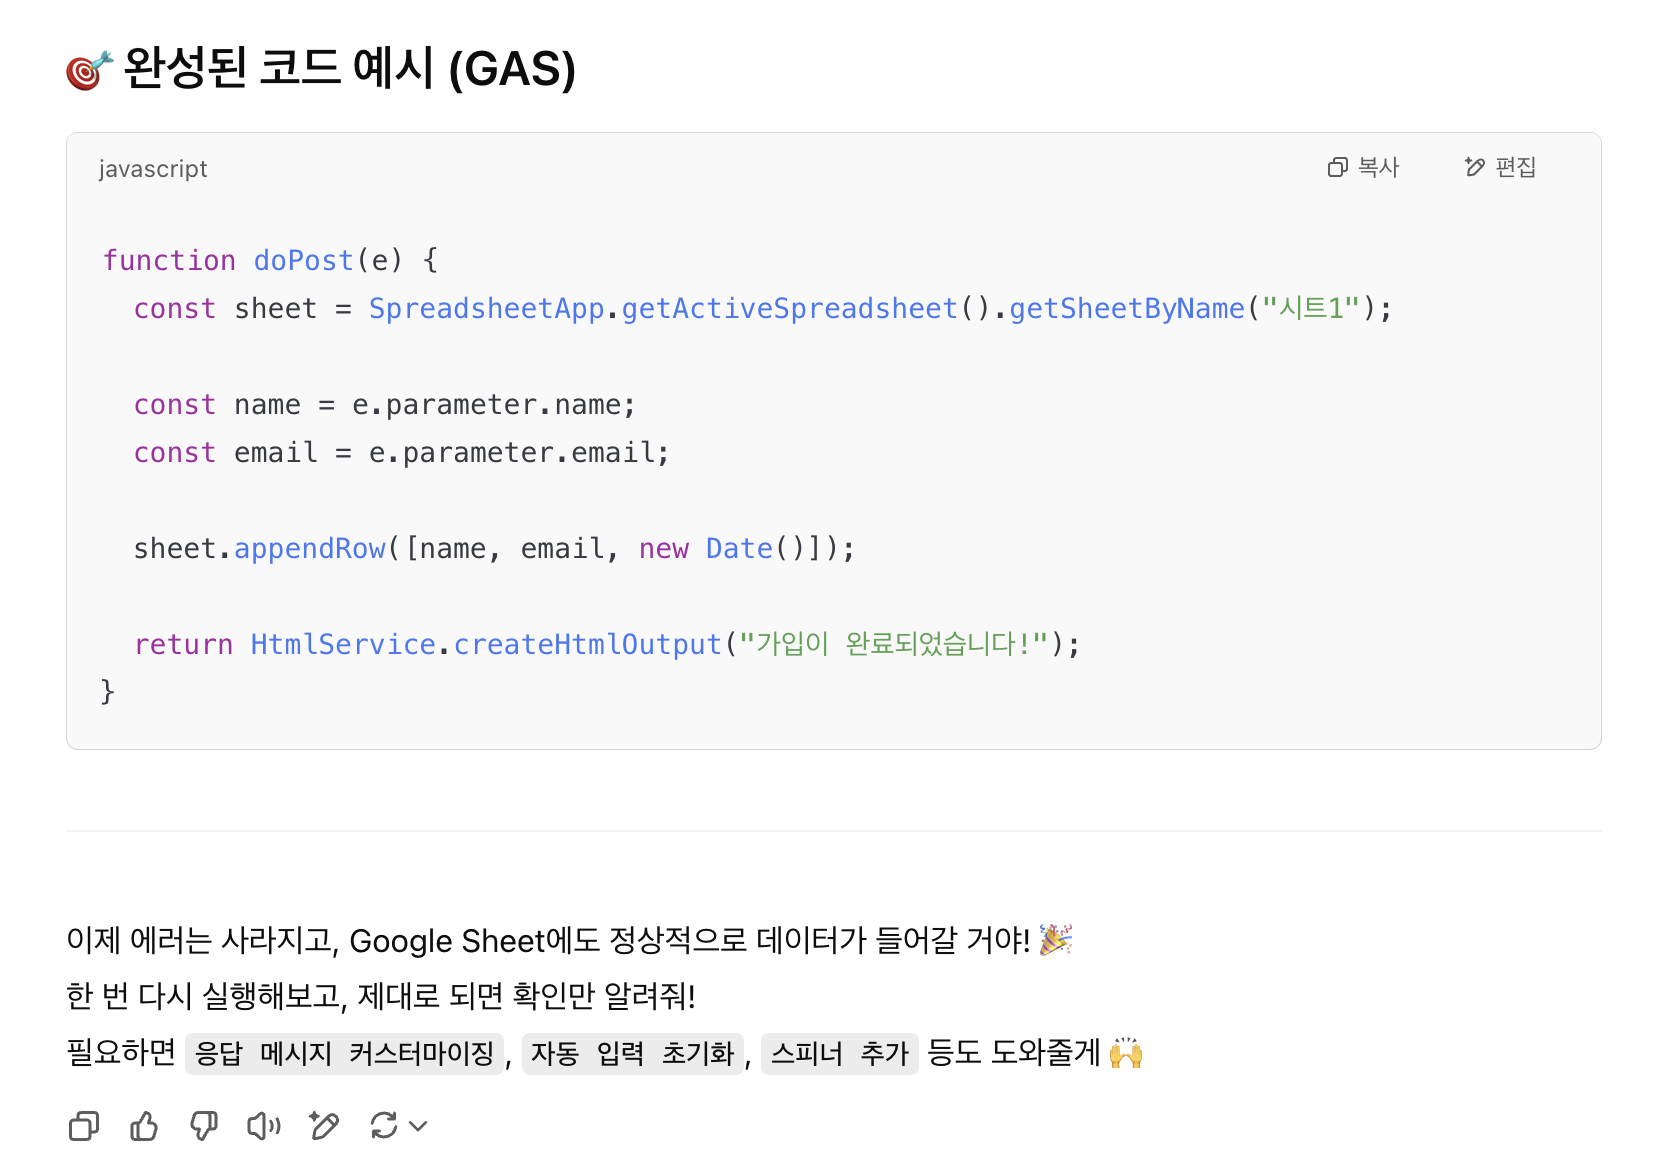 🎯 완성된 코드 예시 (GAS)
javascript
복사
편집
function doPost(e) {
  const sheet = SpreadsheetApp.getActiveSpreadsheet().getSheetByName("시트1");
  const name = e.parameter.name;
  const email = e.parameter.email;
  sheet.appendRow([name, email, new Date()]);
  return HtmlService.createHtmlOutput("가입이 완료되었습니다!");
}
이제 에러는 사라지고, Google Sheet에도 정상적으로 데이터가 들어갈 거야! 🎉
한 번 다시 실행해보고, 제대로 되면 확인만 알려줘!
필요하면 응답 메시지 커스터마이징, 자동 입력 초기화, 스피너 추가 등도 도와줄게 🙌